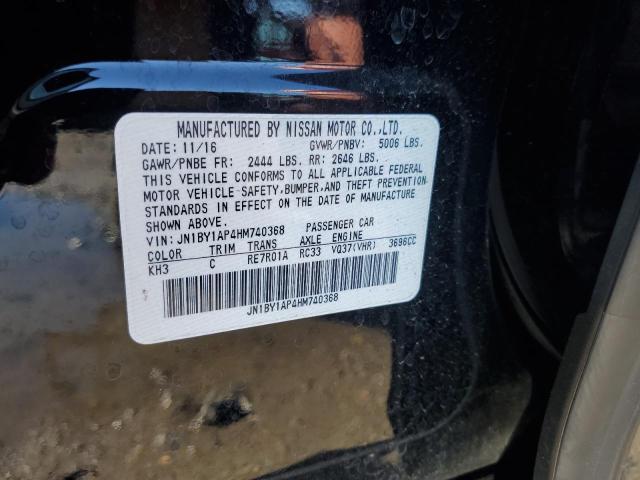 MANUFACTURED BY NISSAN MOTOR CO.,LTD.
DATE: 11/16 GVWR/PNBV: 5006 LBS.
GAWR/PNBE FR: 2444 LBS. RR: 2646 LBS.
THIS VEHICLE CONFORMS TO ALL APPLICABLE FEDERAL
MOTOR VEHICLE SAFETY,BUMPER,AND THEFT PREVENTION
STANDARDS IN EFFECT ON THE DATE OF MANUFACTURE
SHOWN ABOVE.
VIN: JN1BY1AP4HM740368 PASSENGER CAR
COLOR TRIM TRANS AXLE ENGINE
KH3 C RE7R01A RC33 VQ37(VHR) 3696CC
JN1BY1AP4HM740368